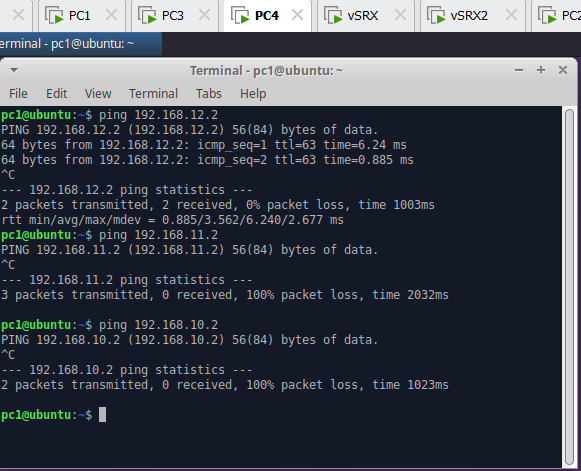 PC1 PC3 PC4 vSRX vSRX2 PC2
erminal - pc1@ubuntu: ~
Terminal - pc1@ubuntu: ~
File Edit View Terminal Tabs Help
pc1@ubuntu:~$ ping 192.168.12.2
PING 192.168.12.2 (192.168.12.2) 56(84) bytes of data.
64 bytes from 192.168.12.2: icmp_seq=1 ttl=63 time=6.24 ms
64 bytes from 192.168.12.2: icmp_seq=2 ttl=63 time=0.885 ms
^C
--- 192.168.12.2 ping statistics ---
2 packets transmitted, 2 received, 0% packet loss, time 1003ms
rtt min/avg/max/mdev = 0.885/3.562/6.240/2.677 ms
pc1@ubuntu:~$ ping 192.168.11.2
PING 192.168.11.2 (192.168.11.2) 56(84) bytes of data.
^C
--- 192.168.11.2 ping statistics ---
3 packets transmitted, 0 received, 100% packet loss, time 2032ms
pc1@ubuntu:~$ ping 192.168.10.2
PING 192.168.10.2 (192.168.10.2) 56(84) bytes of data.
^C
--- 192.168.10.2 ping statistics ---
2 packets transmitted, 0 received, 100% packet loss, time 1023ms
pc1@ubuntu:~$